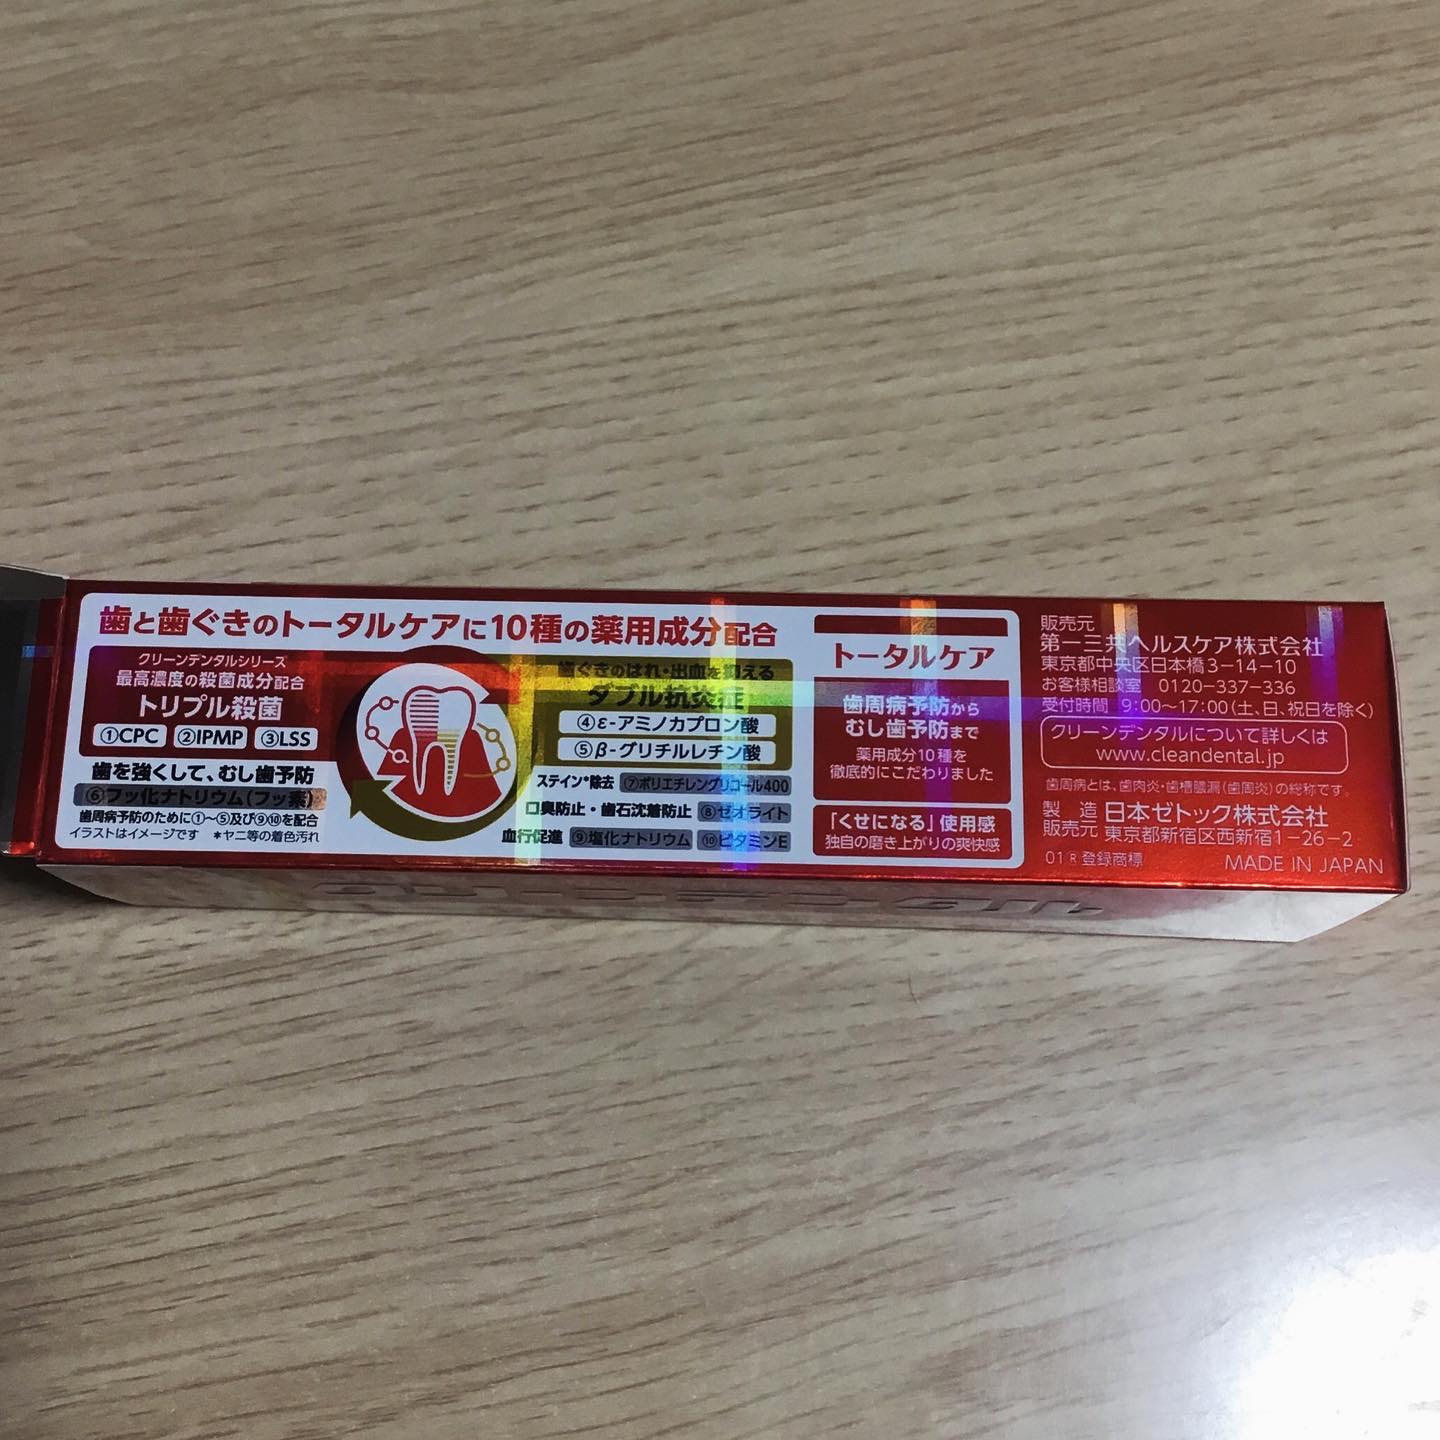 歯と歯ぐきのトータルケアに10種の薬用成分配合
クリーンデンタルシリーズ
最高濃度の殺菌成分配合
トリプル殺菌
①CPC ②IPMP ③LSS
歯を強くして、むし歯予防
⑥フッ化ナトリウム(フッ素)
歯周病予防のために①〜⑤及び⑨⑩を配合
イラストはイメージです *ヤニ等の着色汚れ
歯ぐきのはれ・出血を抑える
ダブル抗炎症
④ε-アミノカプロン酸
⑤β-グリチルレチン酸
ステイン*除去 ⑦ポリエチレングリコール400
口臭防止・歯石沈着防止 ⑧ゼオライト
血行促進 ⑨塩化ナトリウム ⑩ビタミンE
トータルケア
歯周病予防から
むし歯予防まで
薬用成分10種を
徹底的にこだわりました
「くせになる」使用感
独自の磨き上がりの爽快感
販売元
第一三共ヘルスケア株式会社
東京都中央区日本橋3-14-10
お客様相談室 0120-337-336
受付時間 9:00〜17:00(土、日、祝日を除く)
クリーンデンタルについて詳しくは
www.cleandental.jp
歯周病とは、歯肉炎・歯槽膿漏(歯周炎)の総称です。
製造 日本ゼトック株式会社
販売元 東京都新宿区西新宿1-26-2
01 ®登録商標 MADE IN JAPAN